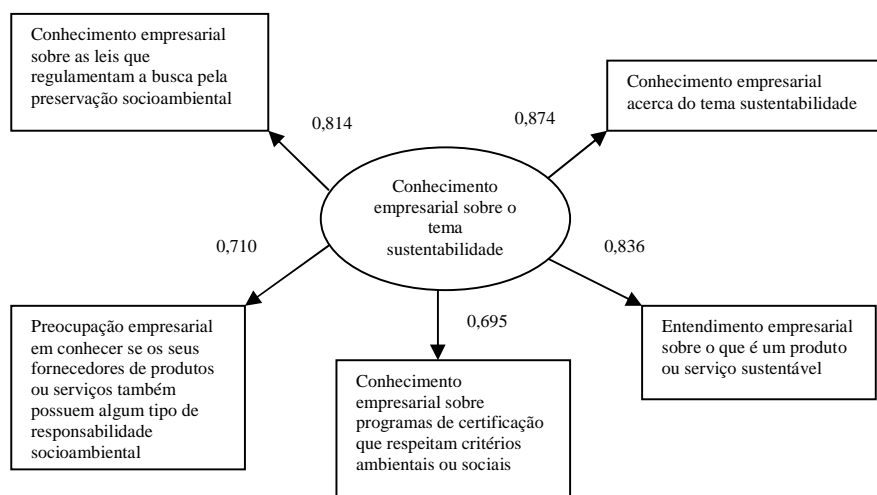 Conhecimento empresarial
sobre as leis que
regulamentam a busca pela
preservação socioambiental
Conhecimento empresarial
acerca do tema sustentabilidade
0,814
0,874
Conhecimento
empresarial sobre o
tema
sustentabilidade
0,710
0,836
Preocupação empresarial
em conhecer se os seus
fornecedores de produtos
ou serviços também
possuem algum tipo de
responsabilidade
socioambiental
0,695
Entendimento empresarial
sobre o que é um produto
ou serviço sustentável
Conhecimento
empresarial sobre
programas de certificação
que respeitam critérios
ambientais ou sociais